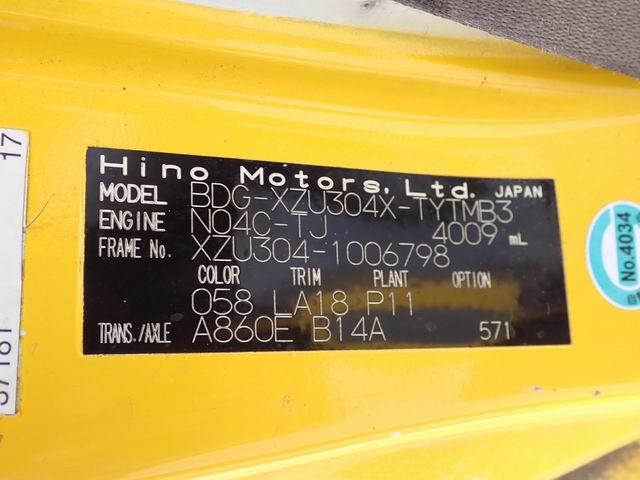 Hino Motors, Ltd. JAPAN
MODEL BDG-XZU304X-TYTMB3
ENGINE N04C-TJ 4009 mL
FRAME No. XZU304-1006798
COLOR TRIM PLANT OPTION
058 LA18 P11
TRANS./AXLE A860E B14A 571
No.4034
17